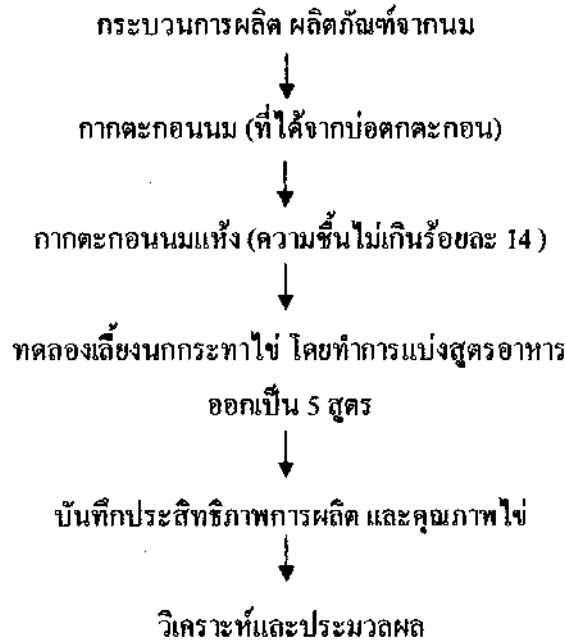 กระบวนการผลิต ผลิตภัณฑ์จากนม
กากตะกอนนม (ที่ได้จากบ่อตกตะกอน)
กากตะกอนนมแห้ง (ความชื้นไม่เกินร้อยละ 14 )
ทดลองเลี้ยงนกกระทาไข่ โดยทำการแบ่งสูตรอาหาร
ออกเป็น 5 สูตร
บันทึกประสิทธิภาพการผลิต และคุณภาพไข่
วิเคราะห์และประมวลผล